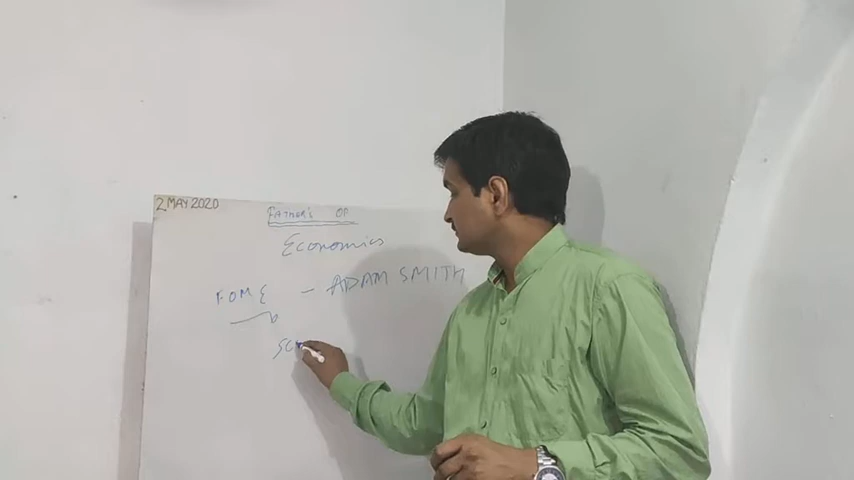 2 MAY 2020
FATHER'S OF
Economics
F.O.M.E - ADAM SMITH
SC